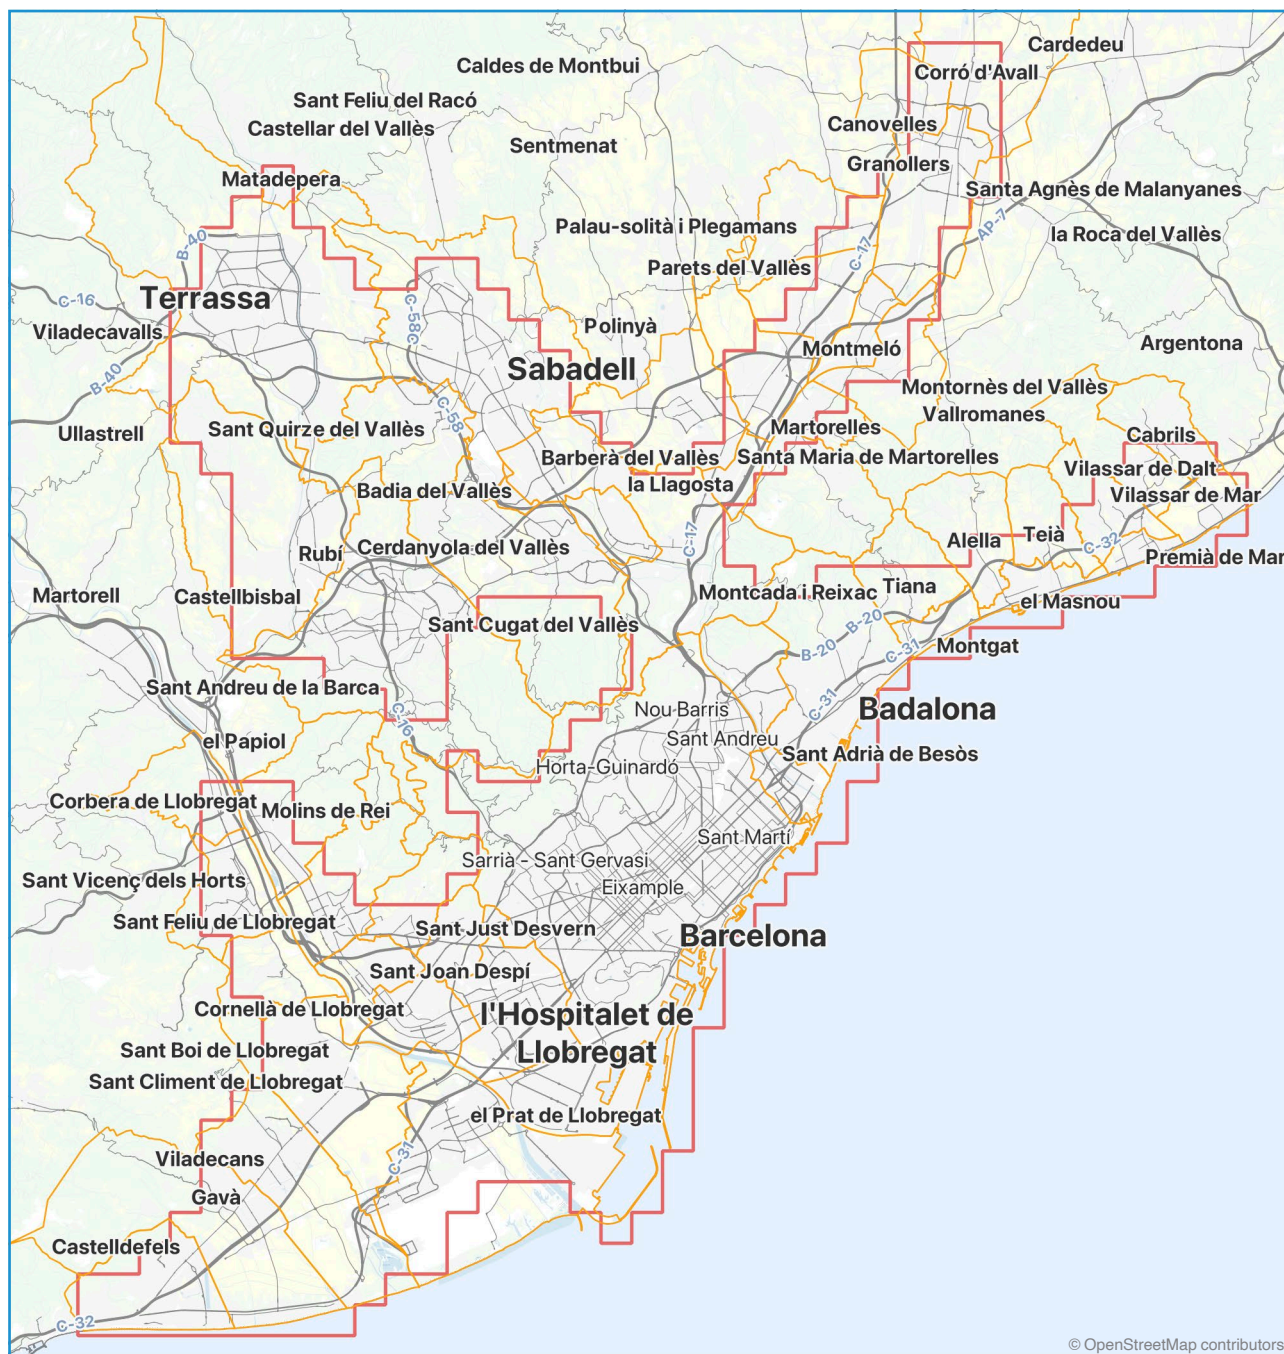 Cardedeu
Caldes de Montbui
Corró d'Avall
Sant Feliu del Racó
Castellar del Vallès
Canovelles
Sentmenat
Granollers
Matadepera
Santa Agnès de Malanyanes
Palau-solità i Plegamans
AP-7
la Roca del Vallès
B-40
C-17
Parets del Vallès
Terrassa
C-16
C-58C
Viladecavalls
Polinyà
Montmeló
Argentona
Sabadell
B-40
Montornès del Vallès
C-58
Vallromanes
Ullastrell
Sant Quirze del Vallès
Martorelles
Cabrils
Barberà del Vallès
Santa Maria de Martorelles
Vilassar de Dalt
la Llagosta
Badia del Vallès
Vilassar de Mar
C-17
Teià
Alella
C-32
Rubí
Cerdanyola del Vallès
Premià de Mar
Martorell
Castellbisbal
Montcada i Reixac
Tiana
el Masnou
Sant Cugat del Vallès
B-20
B-20
C-31
Montgat
Sant Andreu de la Barca
C-31
Nou Barris
Badalona
C-16
el Papiol
Sant Andreu
Sant Adrià de Besòs
Horta-Guinardó
Corbera de Llobregat
Molins de Rei
Sant Martí
Sarrià - Sant Gervasi
Sant Vicenç dels Horts
Eixample
Sant Feliu de Llobregat
Sant Just Desvern
Barcelona
Sant Joan Despí
Cornellà de Llobregat
l'Hospitalet de
Llobregat
Sant Boi de Llobregat
Sant Climent de Llobregat
el Prat de Llobregat
C-31
Viladecans
Gavà
Castelldefels
C-32
© OpenStreetMap contributors